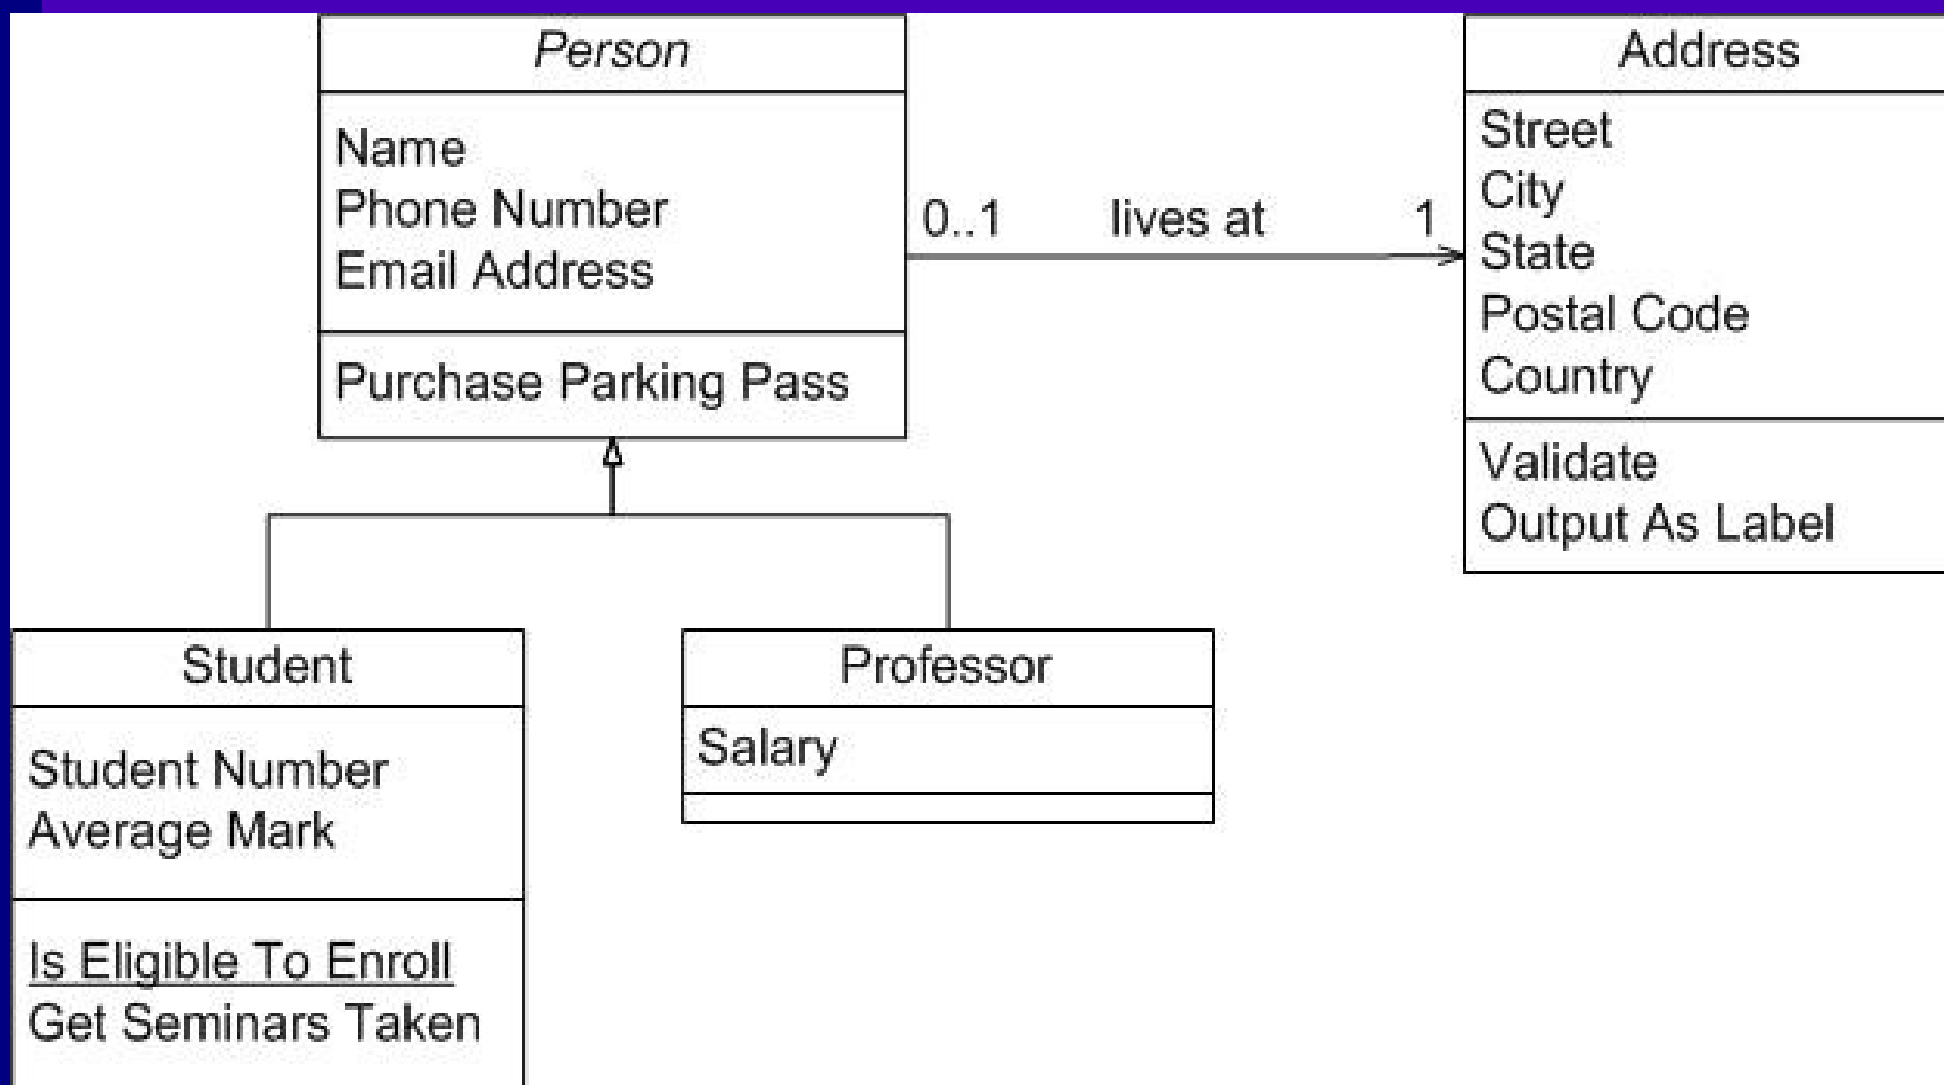 Person
Name
Phone Number
Email Address
Purchase Parking Pass
0..1 lives at 1
Address
Street
City
State
Postal Code
Country
Validate
Output As Label
Student
Student Number
Average Mark
Is Eligible To Enroll
Get Seminars Taken
Professor
Salary